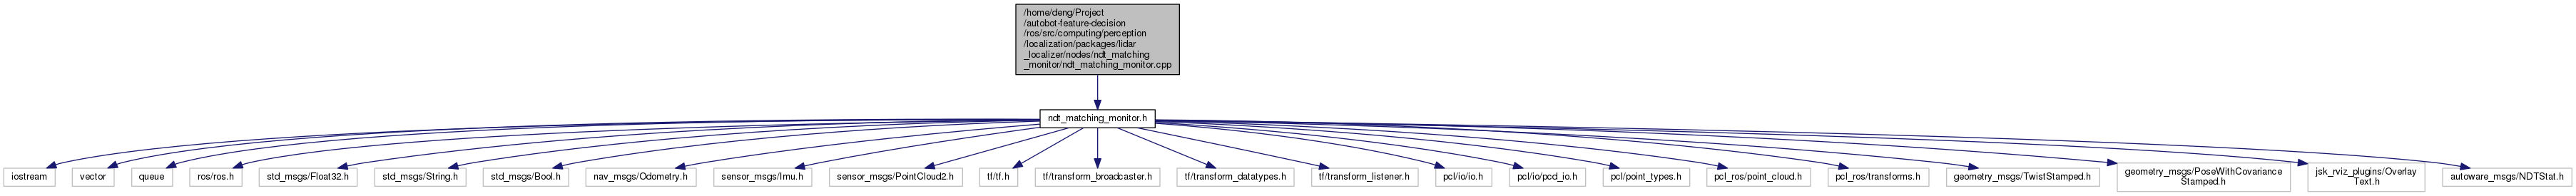 /home/deng/Project
/autobot-feature-decision
/ros/src/computing/perception
/localization/packages/lidar
_localizer/nodes/ndt_matching
_monitor/ndt_matching_monitor.cpp
ndt_matching_monitor.h
iostream
vector
queue
ros/ros.h
std_msgs/Float32.h
std_msgs/String.h
std_msgs/Bool.h
nav_msgs/Odometry.h
sensor_msgs/Imu.h
sensor_msgs/PointCloud2.h
tf/tf.h
tf/transform_broadcaster.h
tf/transform_datatypes.h
tf/transform_listener.h
pcl/io/io.h
pcl/io/pcd_io.h
pcl/point_types.h
pcl_ros/point_cloud.h
pcl_ros/transforms.h
geometry_msgs/TwistStamped.h
geometry_msgs/PoseWithCovariance
Stamped.h
jsk_rviz_plugins/Overlay
Text.h
autoware_msgs/NDTStat.h